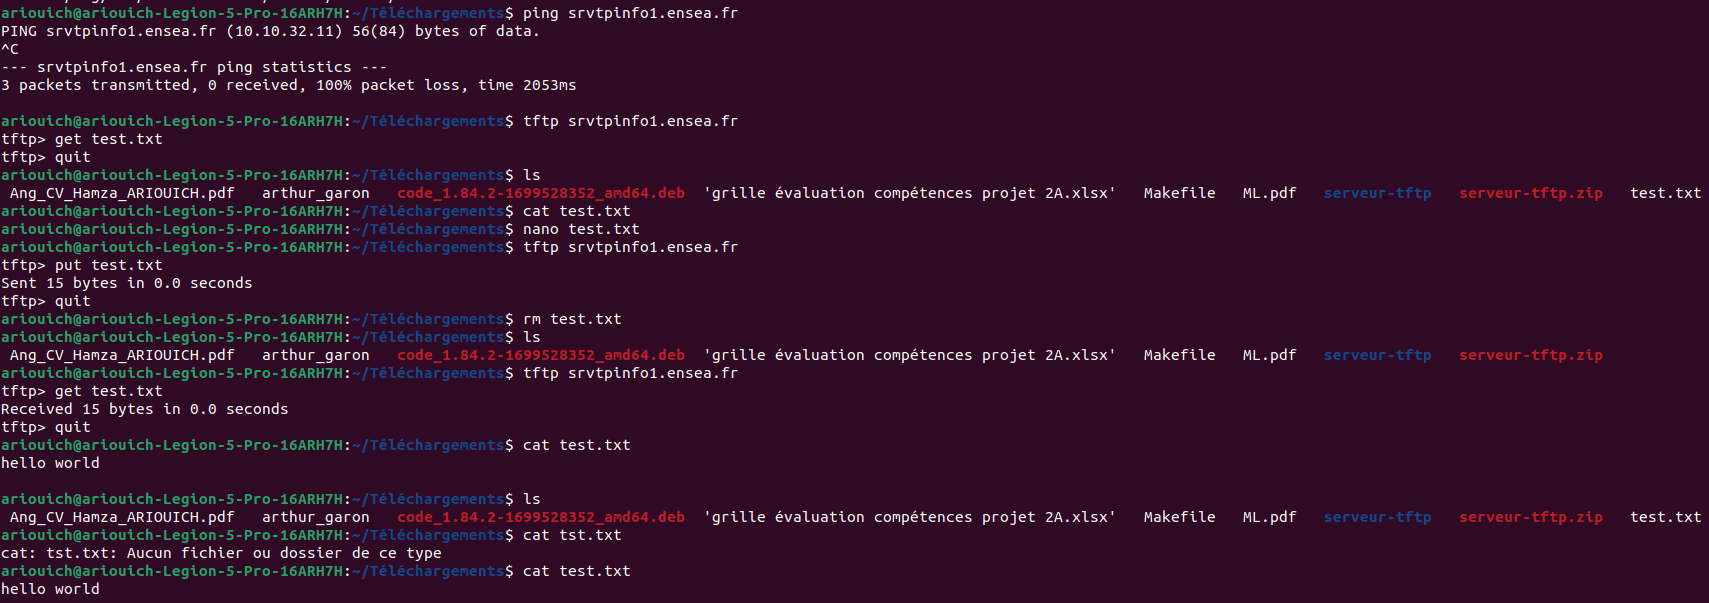 ariouich@ariouich-Legion-5-Pro-16ARH7H:~/Téléchargements$ ping srvtpinfo1.ensea.fr
PING srvtpinfo1.ensea.fr (10.10.32.11) 56(84) bytes of data.
^C
--- srvtpinfo1.ensea.fr ping statistics ---
3 packets transmitted, 0 received, 100% packet loss, time 2053ms
ariouich@ariouich-Legion-5-Pro-16ARH7H:~/Téléchargements$ tftp srvtpinfo1.ensea.fr
tftp> get test.txt
tftp> quit
ariouich@ariouich-Legion-5-Pro-16ARH7H:~/Téléchargements$ ls
Ang_CV_Hamza_ARIOUICH.pdf   arthur_garon   code_1.84.2-1699528352_amd64.deb  'grille évaluation compétences projet 2A.xlsx'   Makefile   ML.pdf   serveur-tftp   serveur-tftp.zip   test.txt
ariouich@ariouich-Legion-5-Pro-16ARH7H:~/Téléchargements$ cat test.txt
ariouich@ariouich-Legion-5-Pro-16ARH7H:~/Téléchargements$ nano test.txt
ariouich@ariouich-Legion-5-Pro-16ARH7H:~/Téléchargements$ tftp srvtpinfo1.ensea.fr
tftp> put test.txt
Sent 15 bytes in 0.0 seconds
tftp> quit
ariouich@ariouich-Legion-5-Pro-16ARH7H:~/Téléchargements$ rm test.txt
ariouich@ariouich-Legion-5-Pro-16ARH7H:~/Téléchargements$ ls
Ang_CV_Hamza_ARIOUICH.pdf   arthur_garon   code_1.84.2-1699528352_amd64.deb  'grille évaluation compétences projet 2A.xlsx'   Makefile   ML.pdf   serveur-tftp   serveur-tftp.zip
ariouich@ariouich-Legion-5-Pro-16ARH7H:~/Téléchargements$ tftp srvtpinfo1.ensea.fr
tftp> get test.txt
Received 15 bytes in 0.0 seconds
tftp> quit
ariouich@ariouich-Legion-5-Pro-16ARH7H:~/Téléchargements$ cat test.txt
hello world
ariouich@ariouich-Legion-5-Pro-16ARH7H:~/Téléchargements$ ls
Ang_CV_Hamza_ARIOUICH.pdf   arthur_garon   code_1.84.2-1699528352_amd64.deb  'grille évaluation compétences projet 2A.xlsx'   Makefile   ML.pdf   serveur-tftp   serveur-tftp.zip   test.txt
ariouich@ariouich-Legion-5-Pro-16ARH7H:~/Téléchargements$ cat tst.txt
cat: tst.txt: Aucun fichier ou dossier de ce type
ariouich@ariouich-Legion-5-Pro-16ARH7H:~/Téléchargements$ cat test.txt
hello world